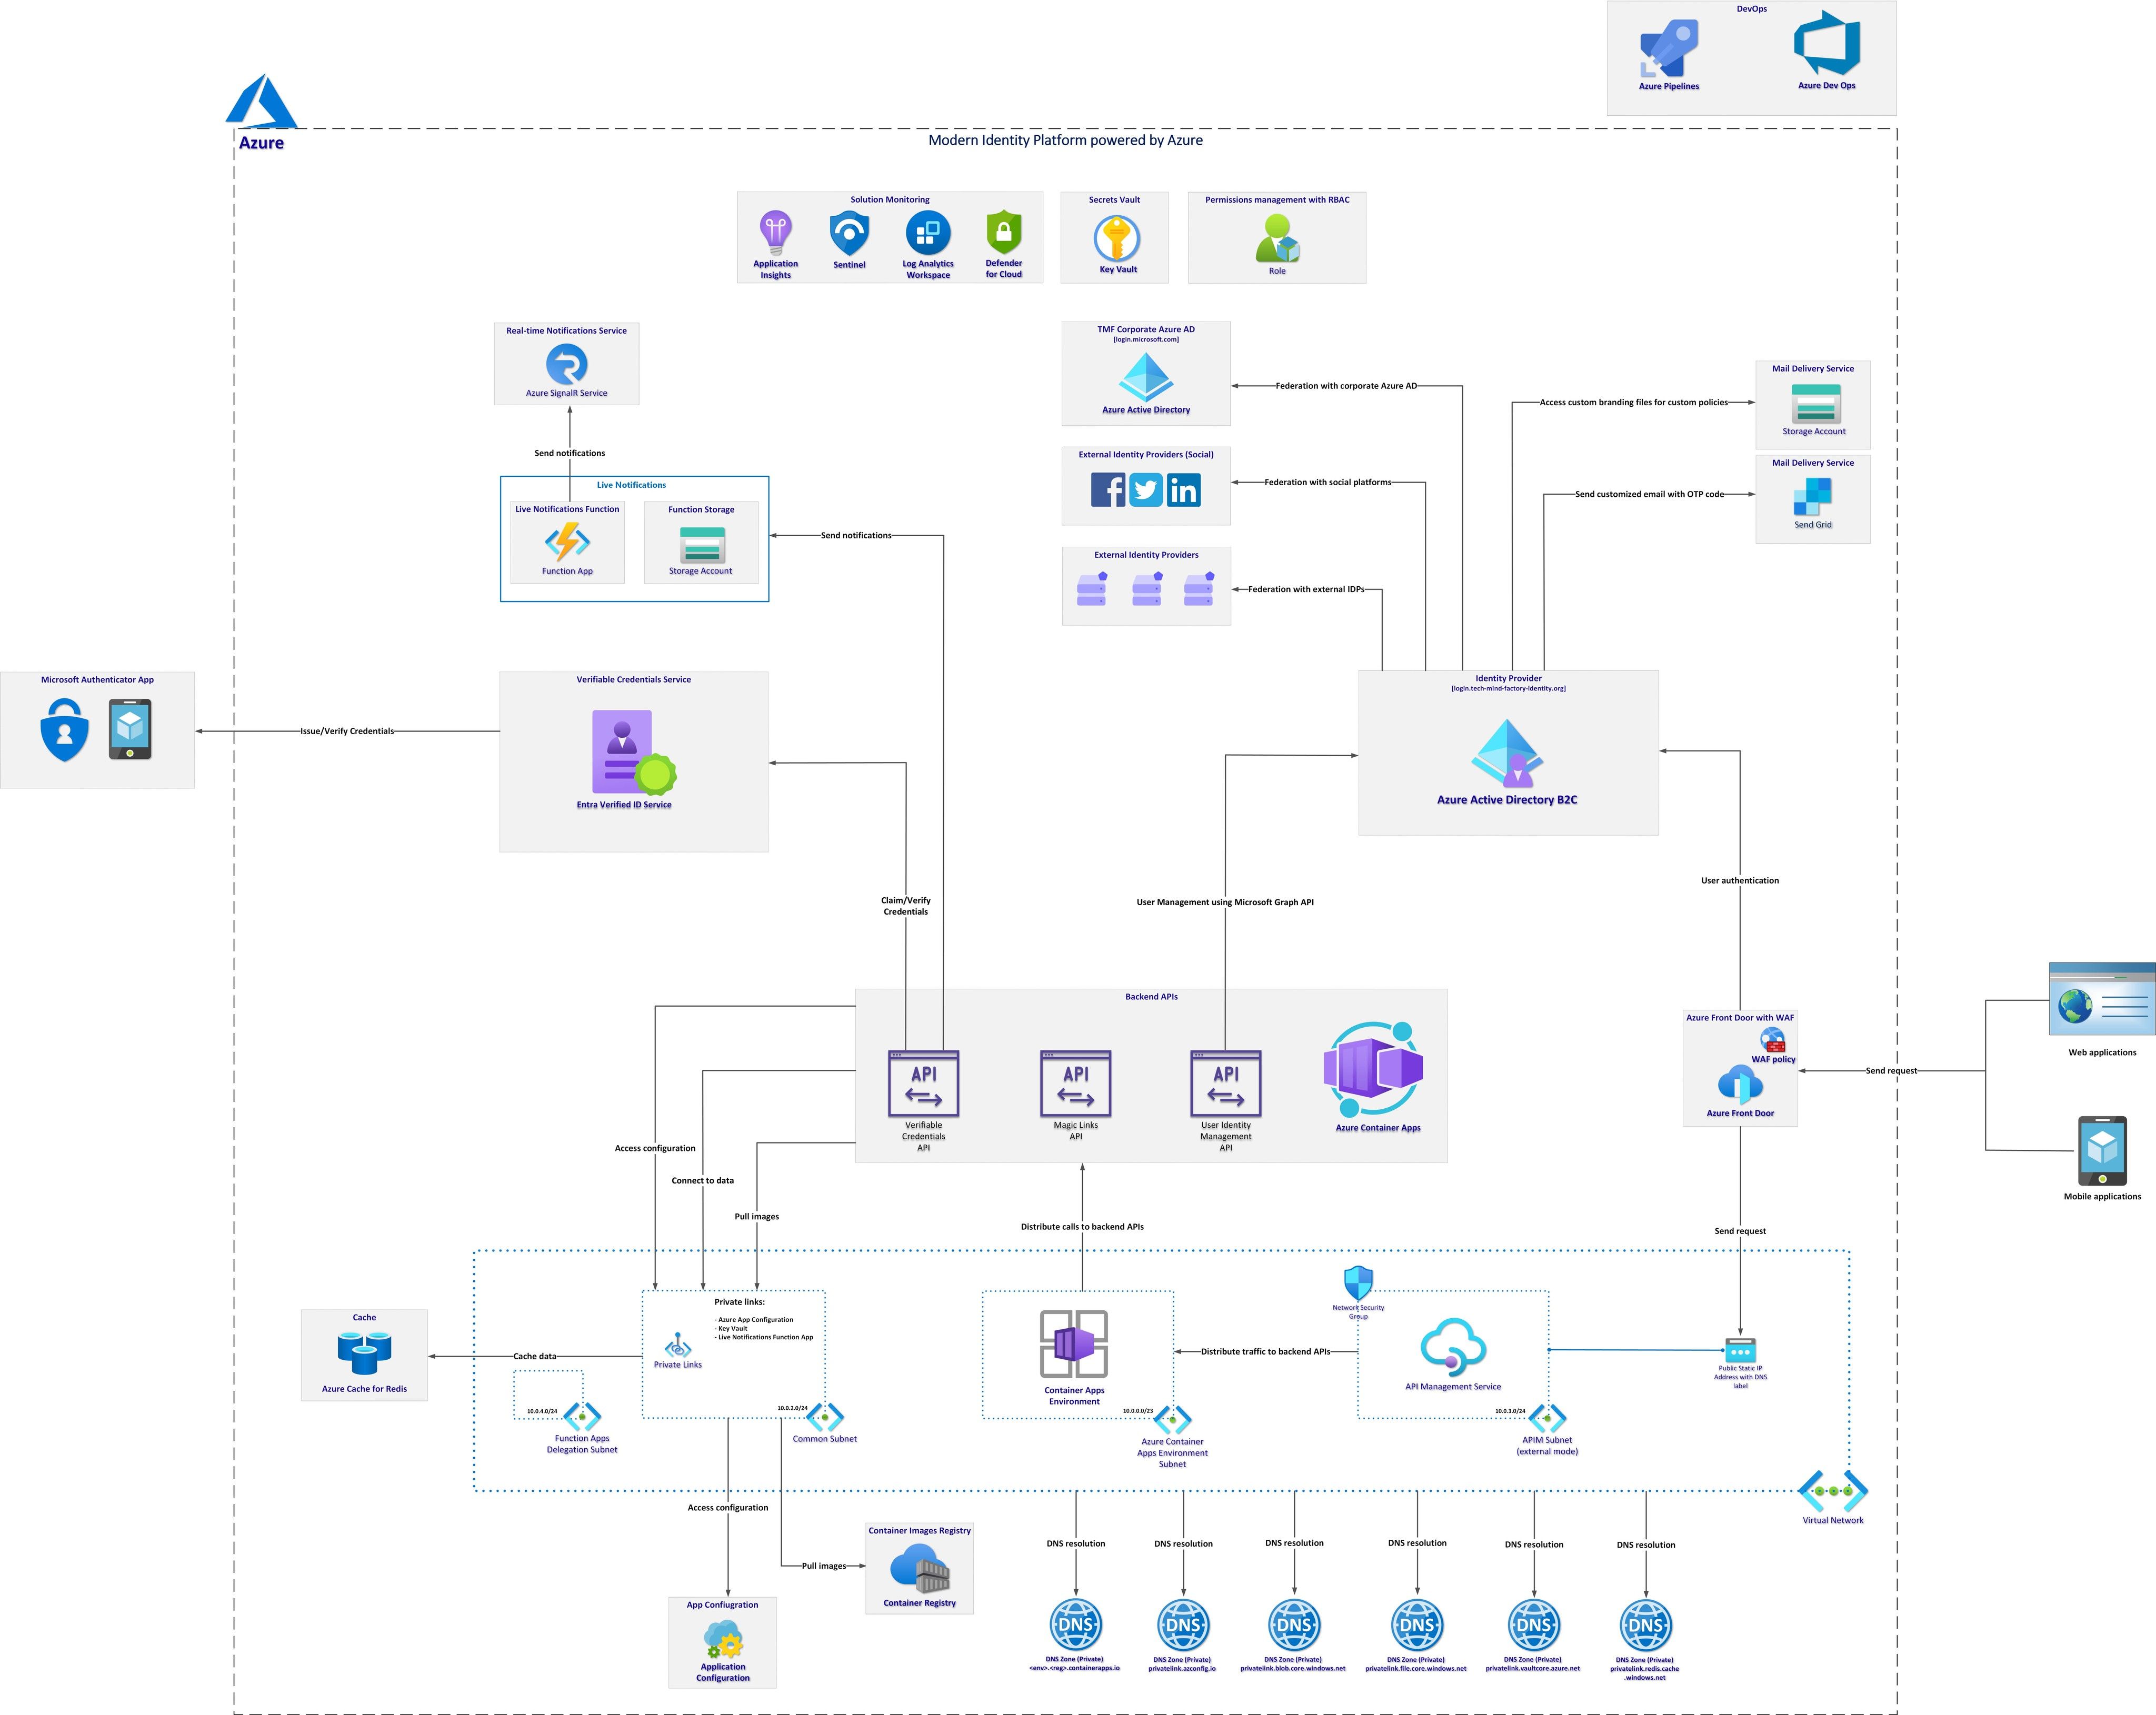 DevOps
Azure Pipelines
Azure Dev Ops
Azure
Modern Identity Platform powered by Azure
Solution Monitoring
Application
Insights
Sentinel
Log Analytics
Workspace
Defender
for Cloud
Secrets Vault
Key Vault
Permissions management with RBAC
Role
Real-time Notifications Service
Azure SignalR Service
Send notifications
Live Notifications
Live Notifications Function
Function App
Function Storage
Storage Account
Send notifications
TMF Corporate Azure AD
[login.microsoft.com]
Azure Active Directory
Federation with corporate Azure AD
External Identity Providers (Social)
Federation with social platforms
External Identity Providers
Federation with external IDPs
Mail Delivery Service
Storage Account
Access custom branding files for custom policies
Mail Delivery Service
Send Grid
Send customized email with OTP code
Microsoft Authenticator App
Issue/Verify Credentials
Verifiable Credentials Service
Entra Verified ID Service
Identity Provider
[login.tech-mind-factory-identity.org]
Azure Active Directory B2C
User authentication
Claim/Verify
Credentials
User Management using Microsoft Graph API
Backend APIs
API
Verifiable
Credentials
API
API
Magic Links
API
API
User Identity
Management
API
Azure Container Apps
Azure Front Door with WAF
WAF policy
Azure Front Door
Send request
Web applications
Mobile applications
Access configuration
Connect to data
Pull images
Distribute calls to backend APIs
Send request
Cache
Azure Cache for Redis
Cache data
10.0.4.0/24
Function Apps
Delegation Subnet
Private links:
- Azure App Configuration
- Key Vault
- Live Notifications Function App
Private Links
10.0.2.0/24
Common Subnet
Container Apps
Environment
10.0.0.0/23
Azure Container
Apps Environment
Subnet
Distribute traffic to backend APIs
Network Security
Group
API Management Service
10.0.3.0/24
APIM Subnet
(external mode)
Public Static IP
Address with DNS
label
Virtual Network
Access configuration
App Confiugration
Application
Configuration
Pull images
Container Images Registry
Container Registry
DNS resolution
DNS resolution
DNS resolution
DNS resolution
DNS resolution
DNS resolution
DNS
DNS Zone (Private)
<env>.<reg>.containerapps.io
DNS
DNS Zone (Private)
privatelink.azconfig.io
DNS
DNS Zone (Private)
privatelink.blob.core.windows.net
DNS
DNS Zone (Private)
privatelink.file.core.windows.net
DNS
DNS Zone (Private)
privatelink.vaultcore.azure.net
DNS
DNS Zone (Private)
privatelink.redis.cache
.windows.net